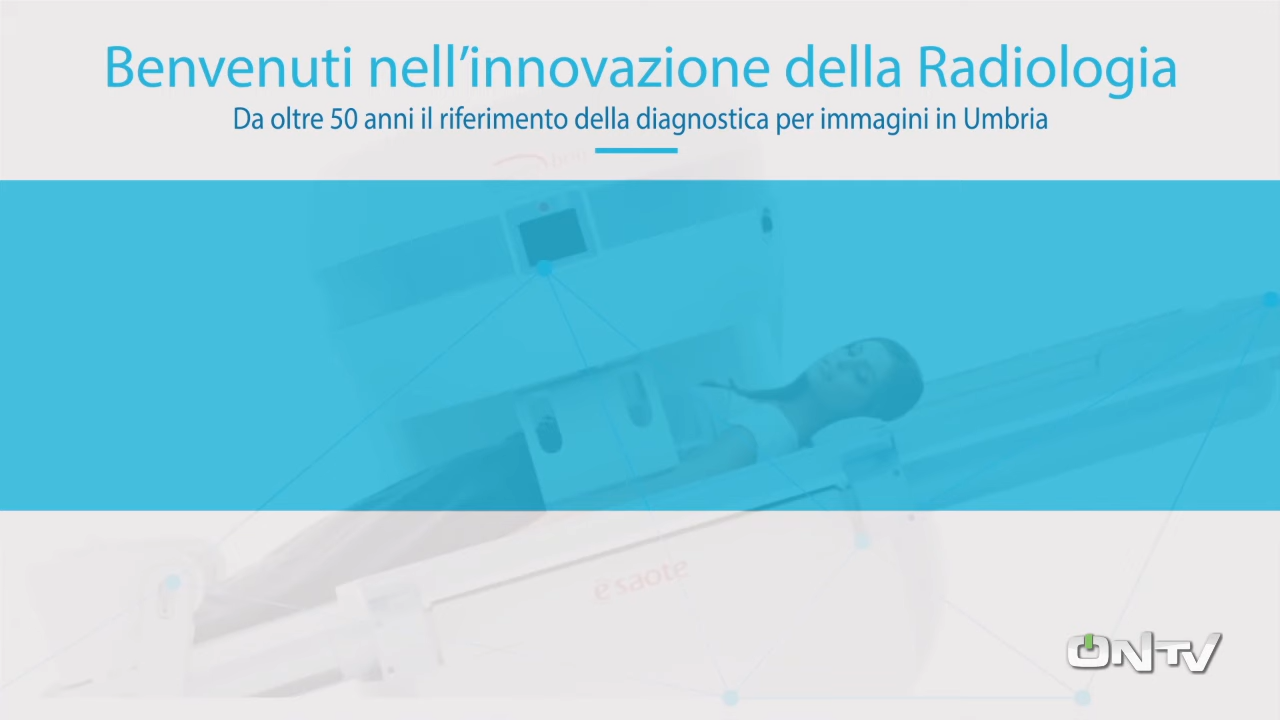 Benvenuti nell’innovazione della Radiologia
Da oltre 50 anni il riferimento della diagnostica per immagini in Umbria
esaote
ONTV